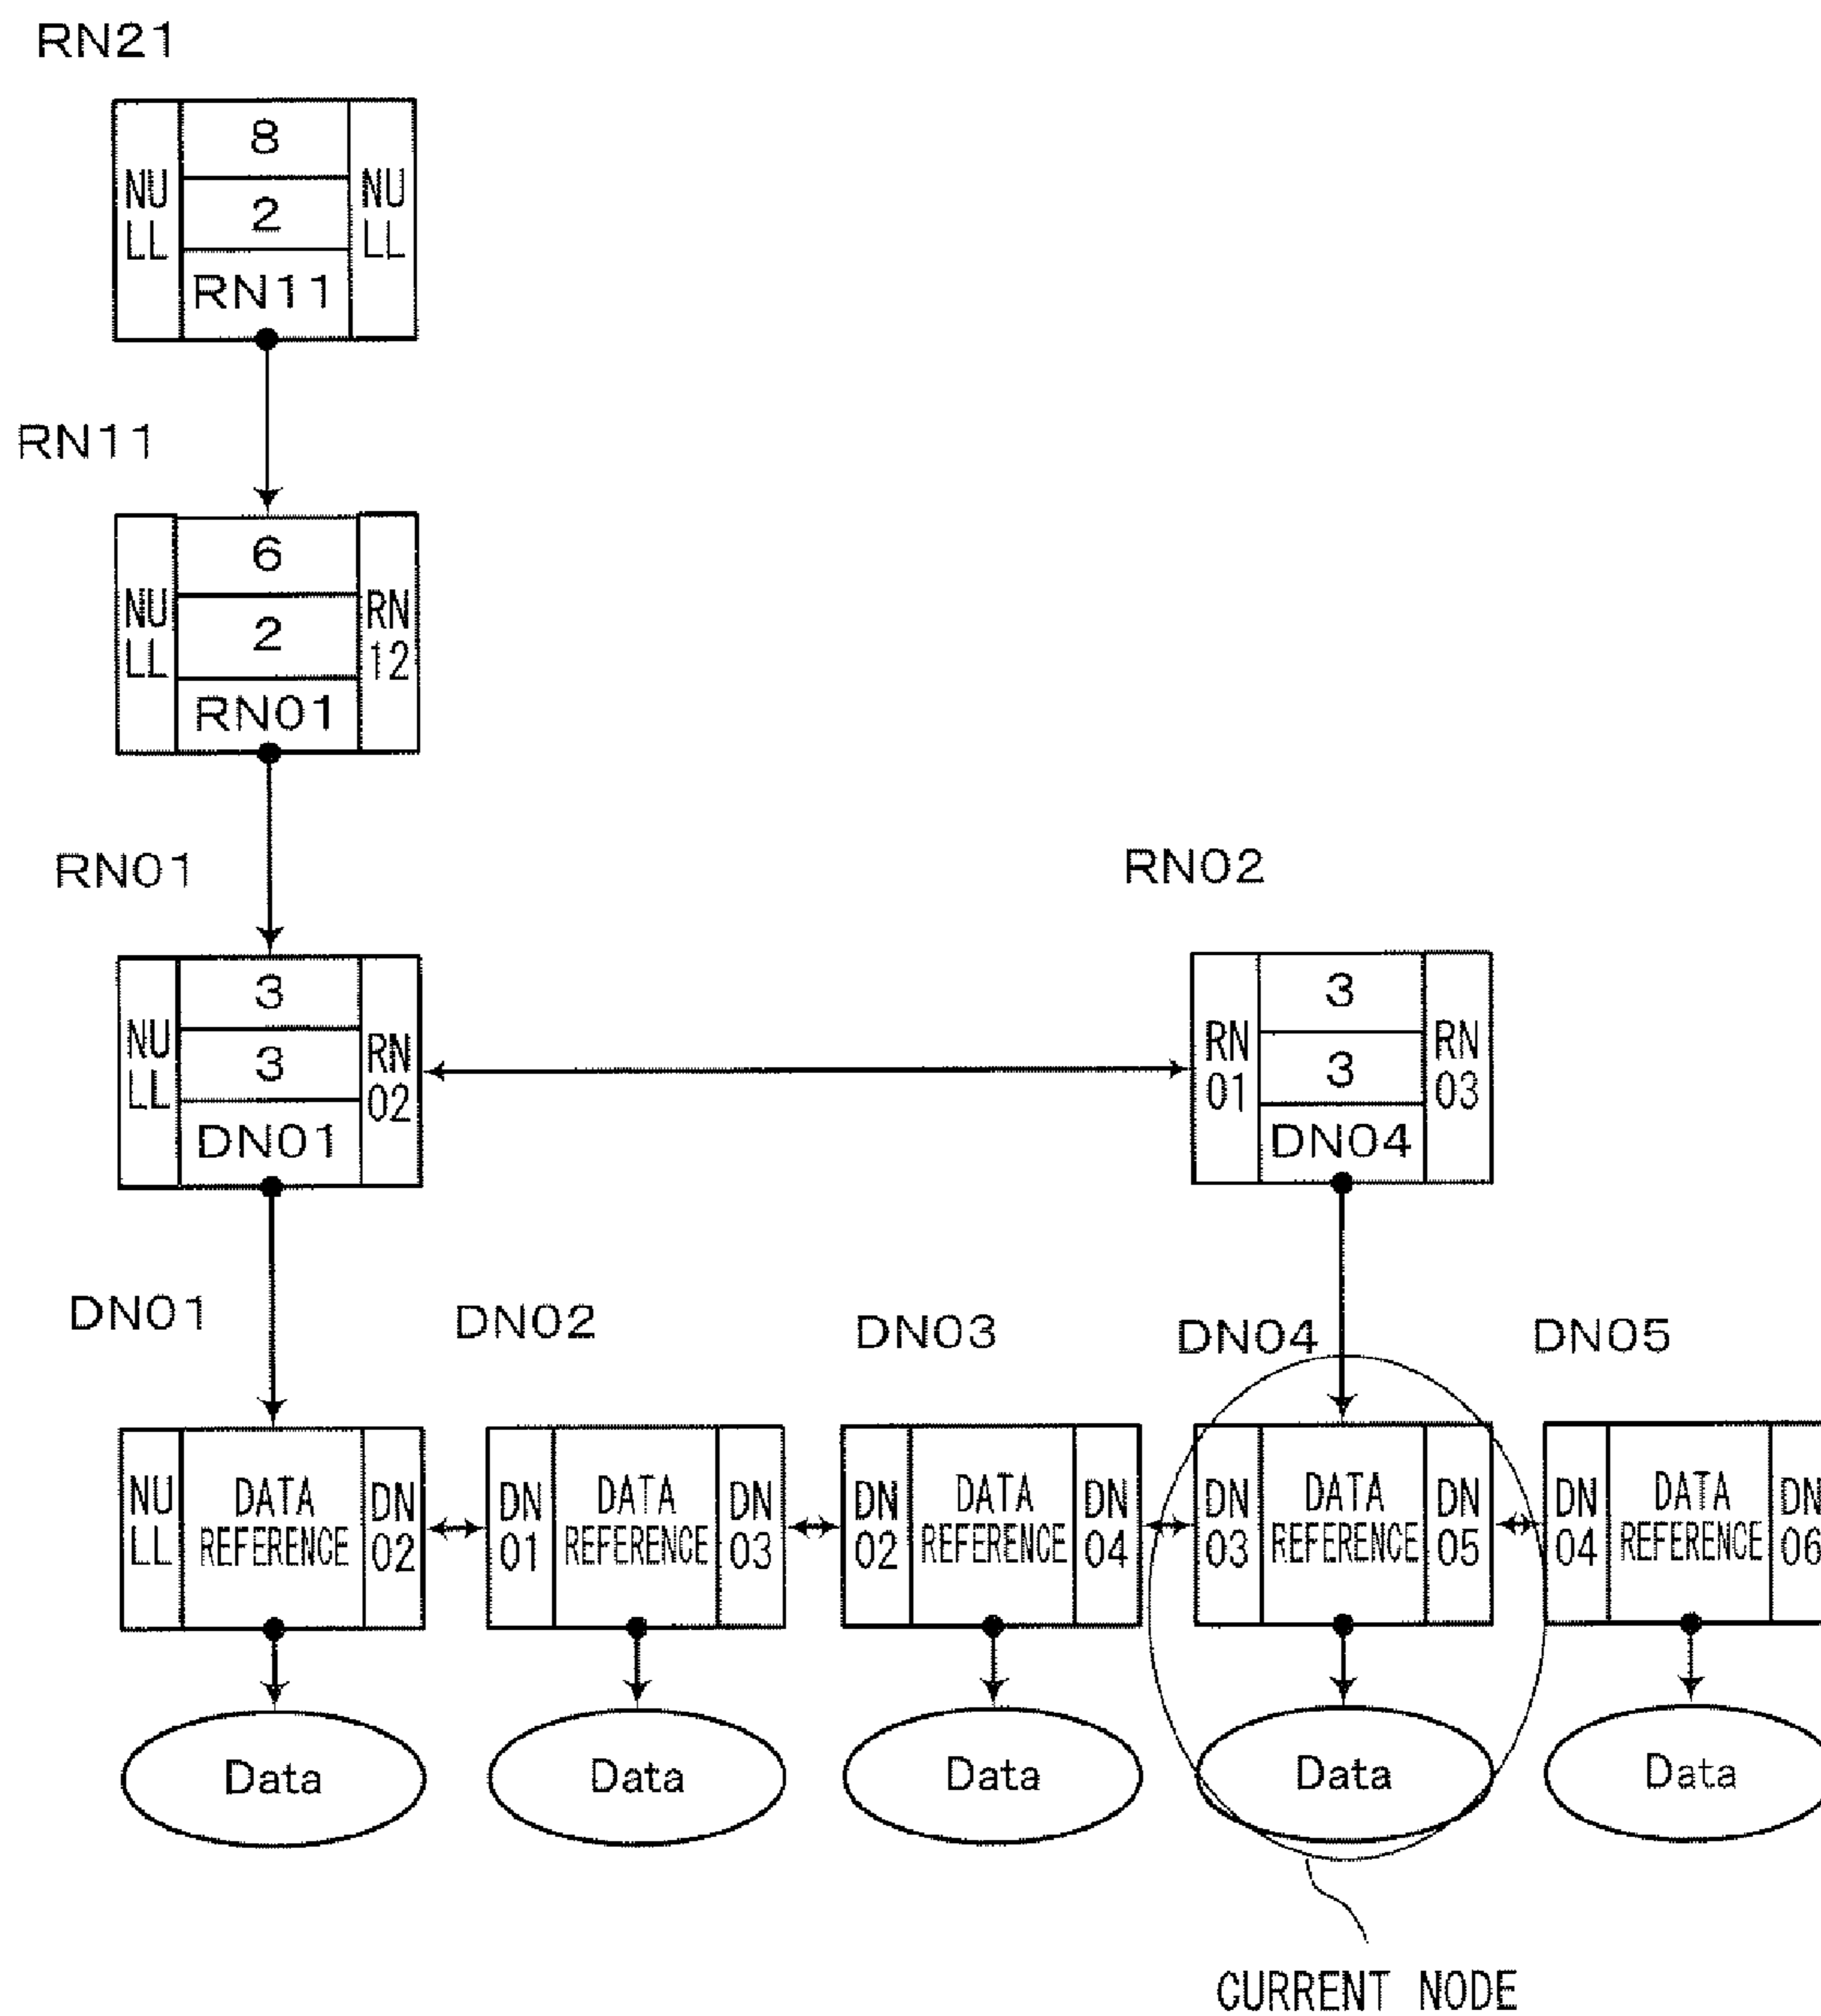 RN21
8
NU
LL
2
NU
LL
RN11
RN11
6
NU
LL
2
RN
12
RN01
RN01
RN02
3
NU
LL
3
RN
02
DN01
3
RN
01
3
RN
03
DN04
DN01
DN02
DN03
DN04
DN05
NU
LL
DATA
REFERENCE
DN
02
DN
01
DATA
REFERENCE
DN
03
DN
02
DATA
REFERENCE
DN
04
DN
03
DATA
REFERENCE
DN
05
DN
04
DATA
REFERENCE
DN
06
Data
Data
Data
Data
Data
CURRENT NODE